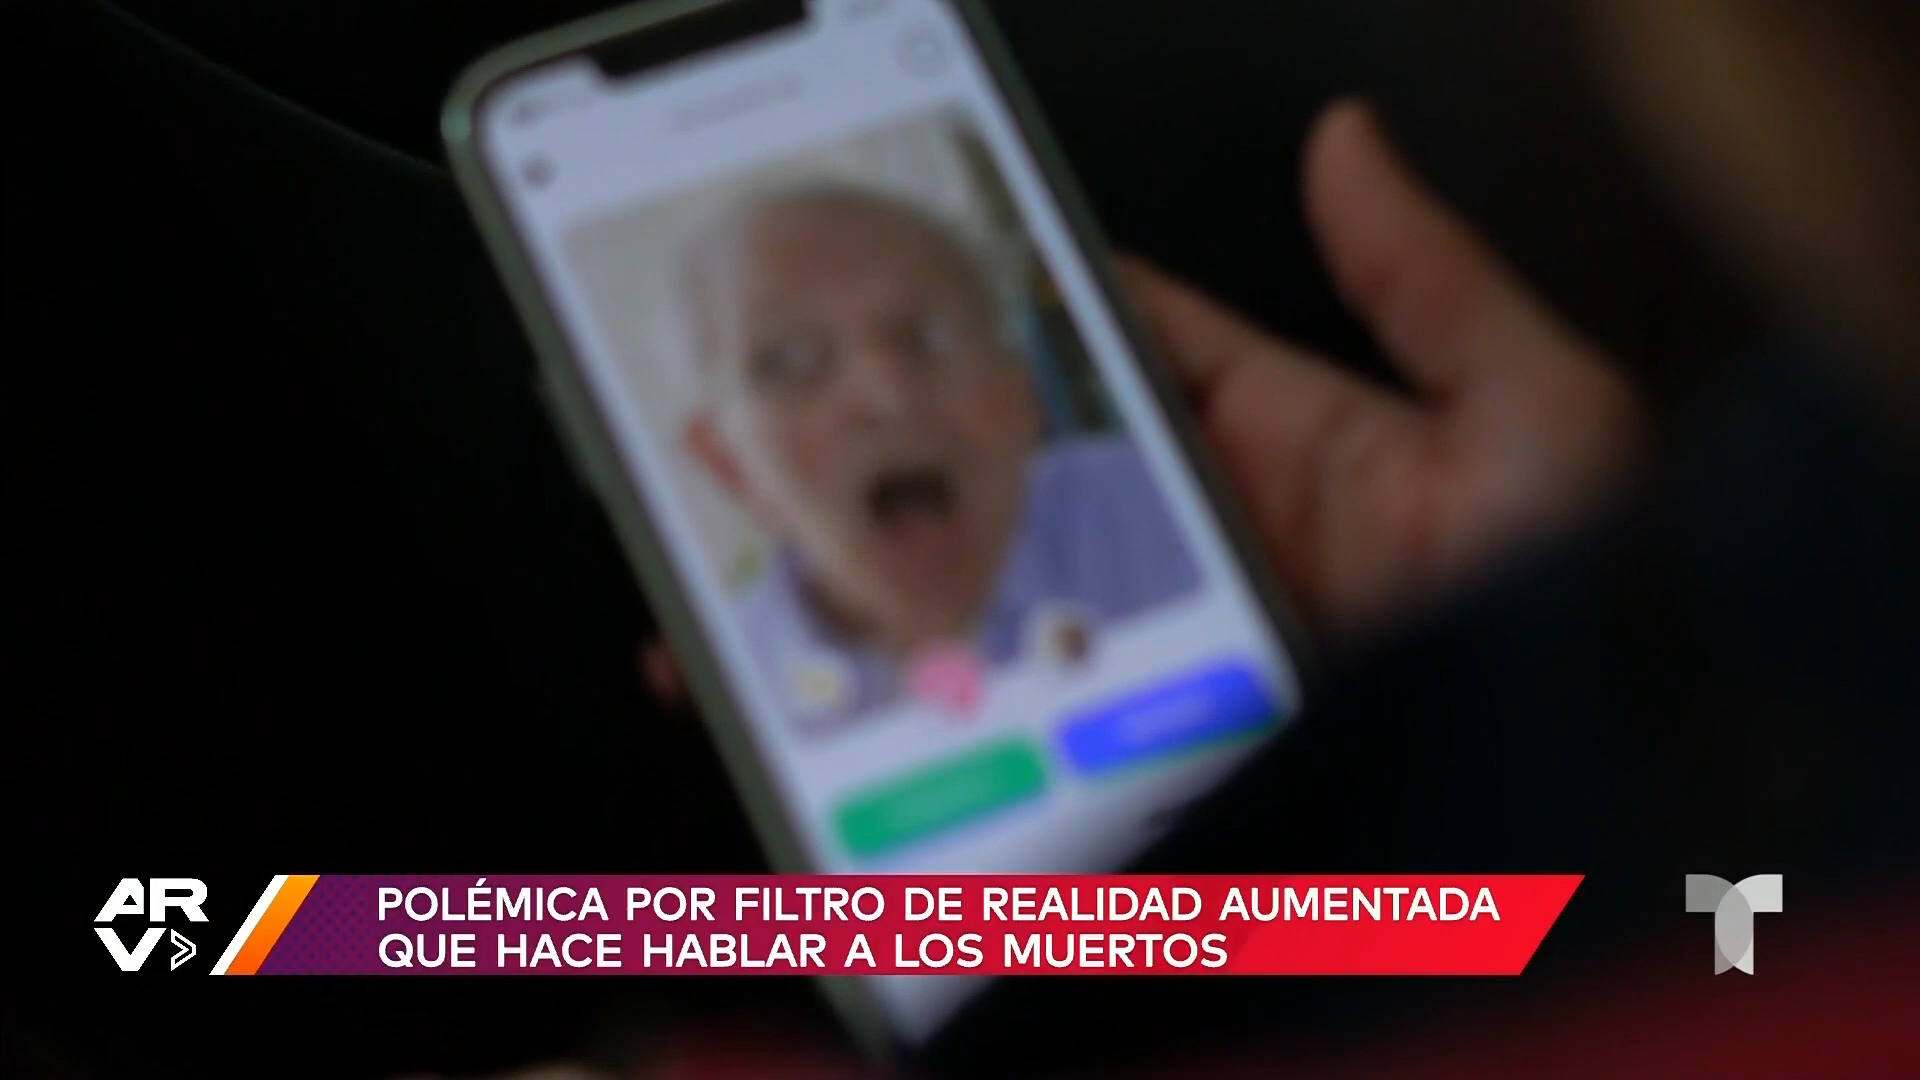 AR
V
POLÉMICA POR FILTRO DE REALIDAD AUMENTADA
QUE HACE HABLAR A LOS MUERTOS
T